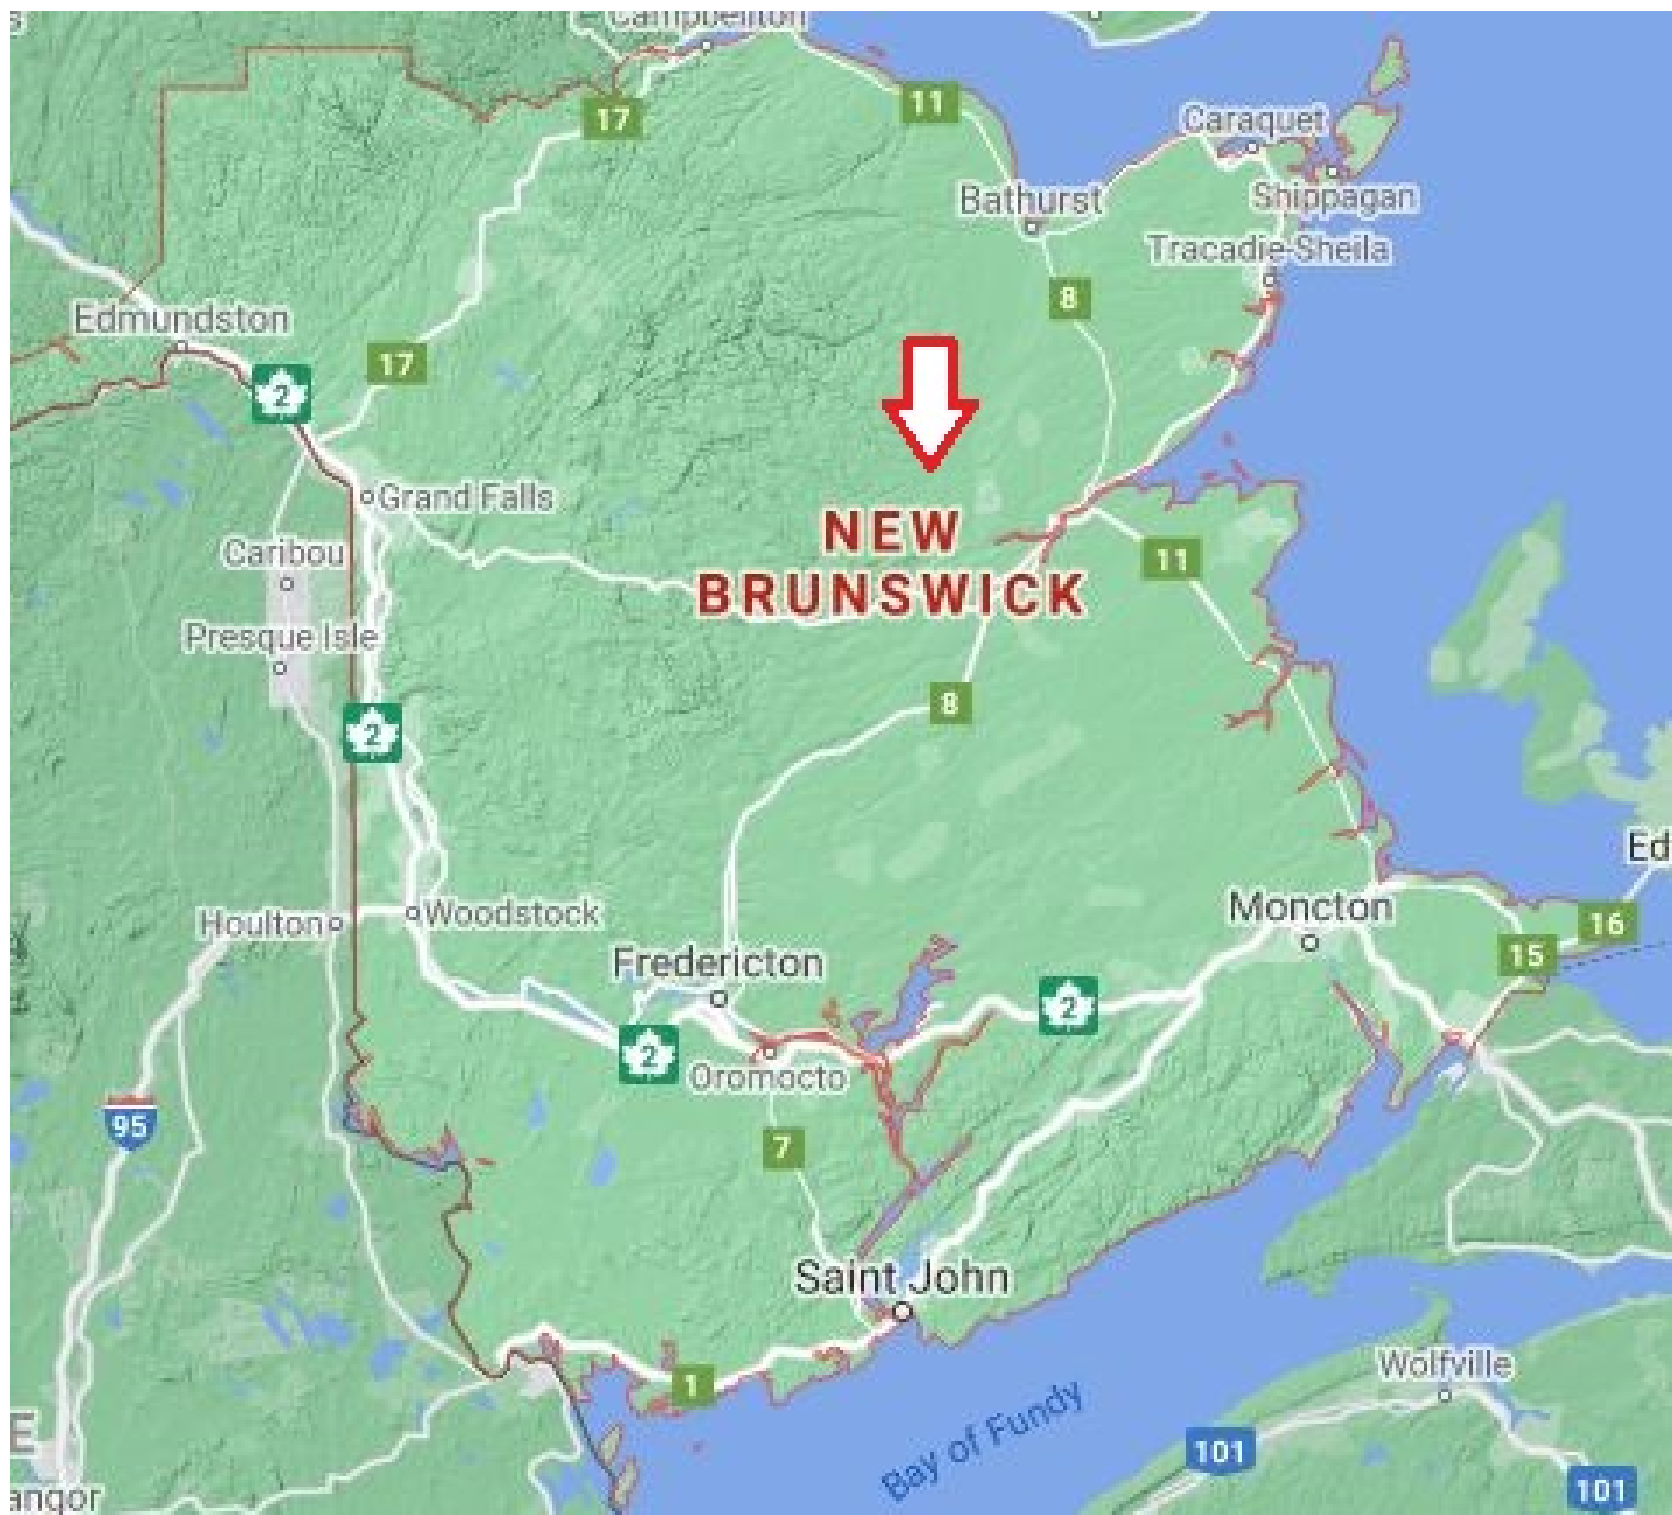 Campbellton
17
11
Caraquet
Bathurst
Shippagan
Tracadie-Sheila
8
Edmundston
17
2
Grand Falls
NEW
BRUNSWICK
Caribou
11
Presque Isle
8
2
Ed
Moncton
Houlton
Woodstock
16
15
Fredericton
2
2
Oromocto
95
7
Saint John
Wolfville
1
Bay of Fundy
E
101
angor
101